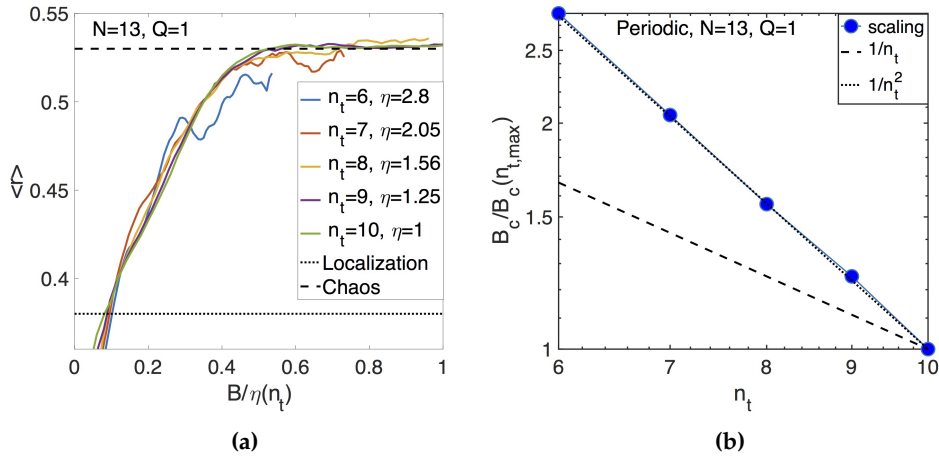 N=13, Q=1
0.55
0.5
0.45
0.4
<r̂>
n_t=6, η=2.8
n_t=7, η=2.05
n_t=8, η=1.56
n_t=9, η=1.25
n_t=10, η=1
Localization
Chaos
0
0.2
0.4
0.6
0.8
1
B/η(n_t)
(a)
Periodic, N=13, Q=1
scaling
1/n_t
1/n_t^2
2.5
2
1.5
1
B_c/B_c(n_t,max)
6
7
8
9
10
n_t
(b)